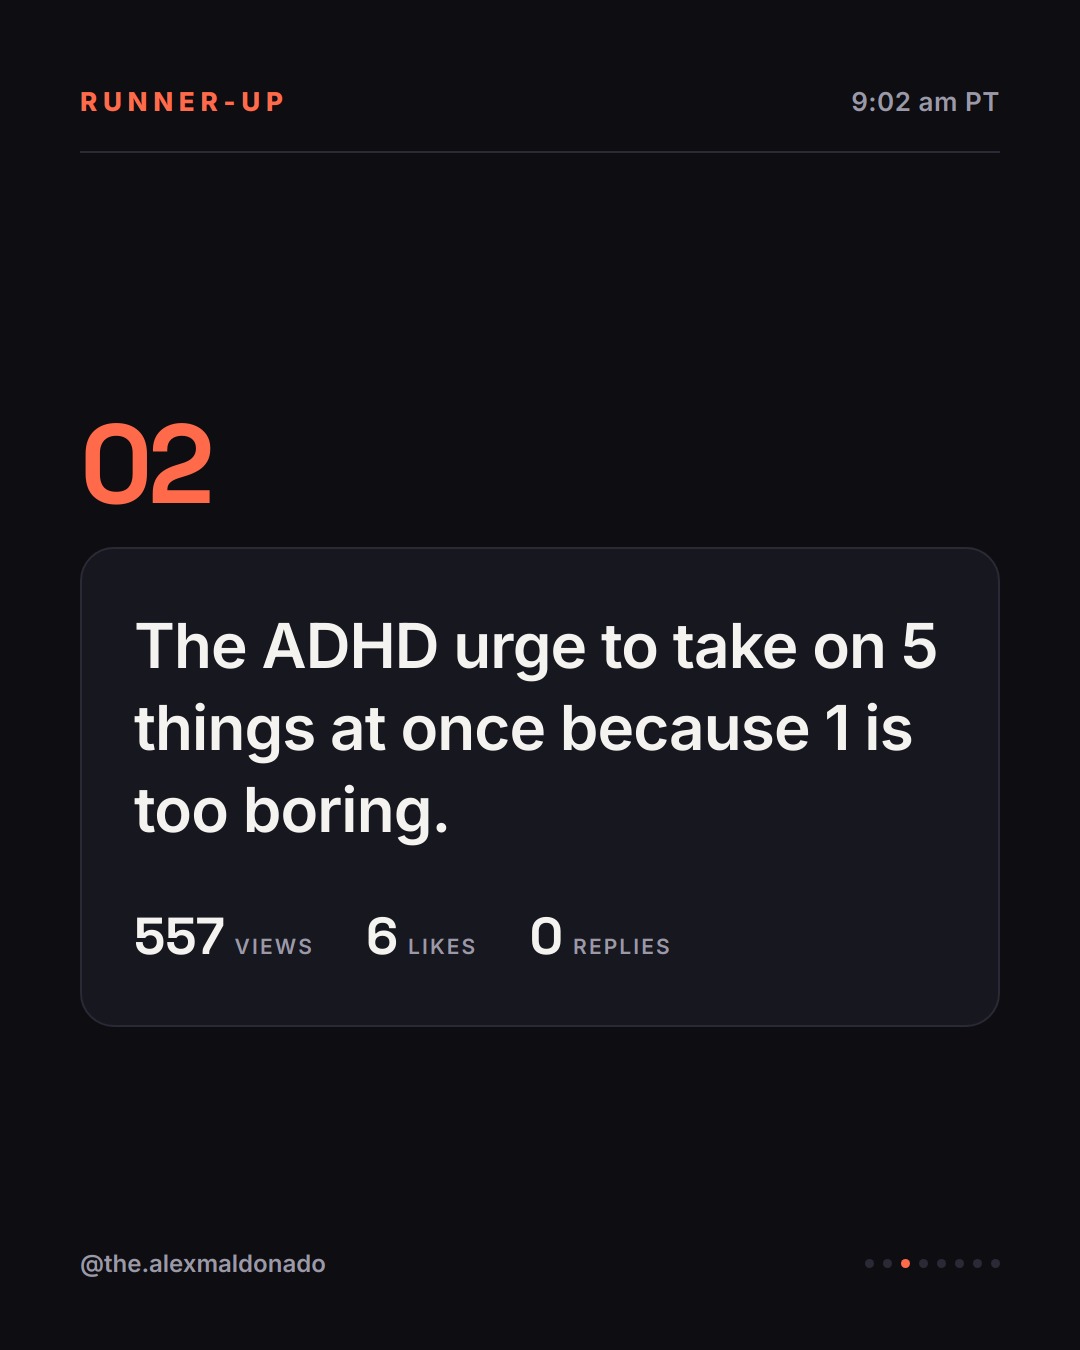 RUNNER-UP
9:02 am PT
02
The ADHD urge to take on 5
things at once because 1 is
too boring.
557 VIEWS 6 LIKES 0 REPLIES
@the.alexmaldonado